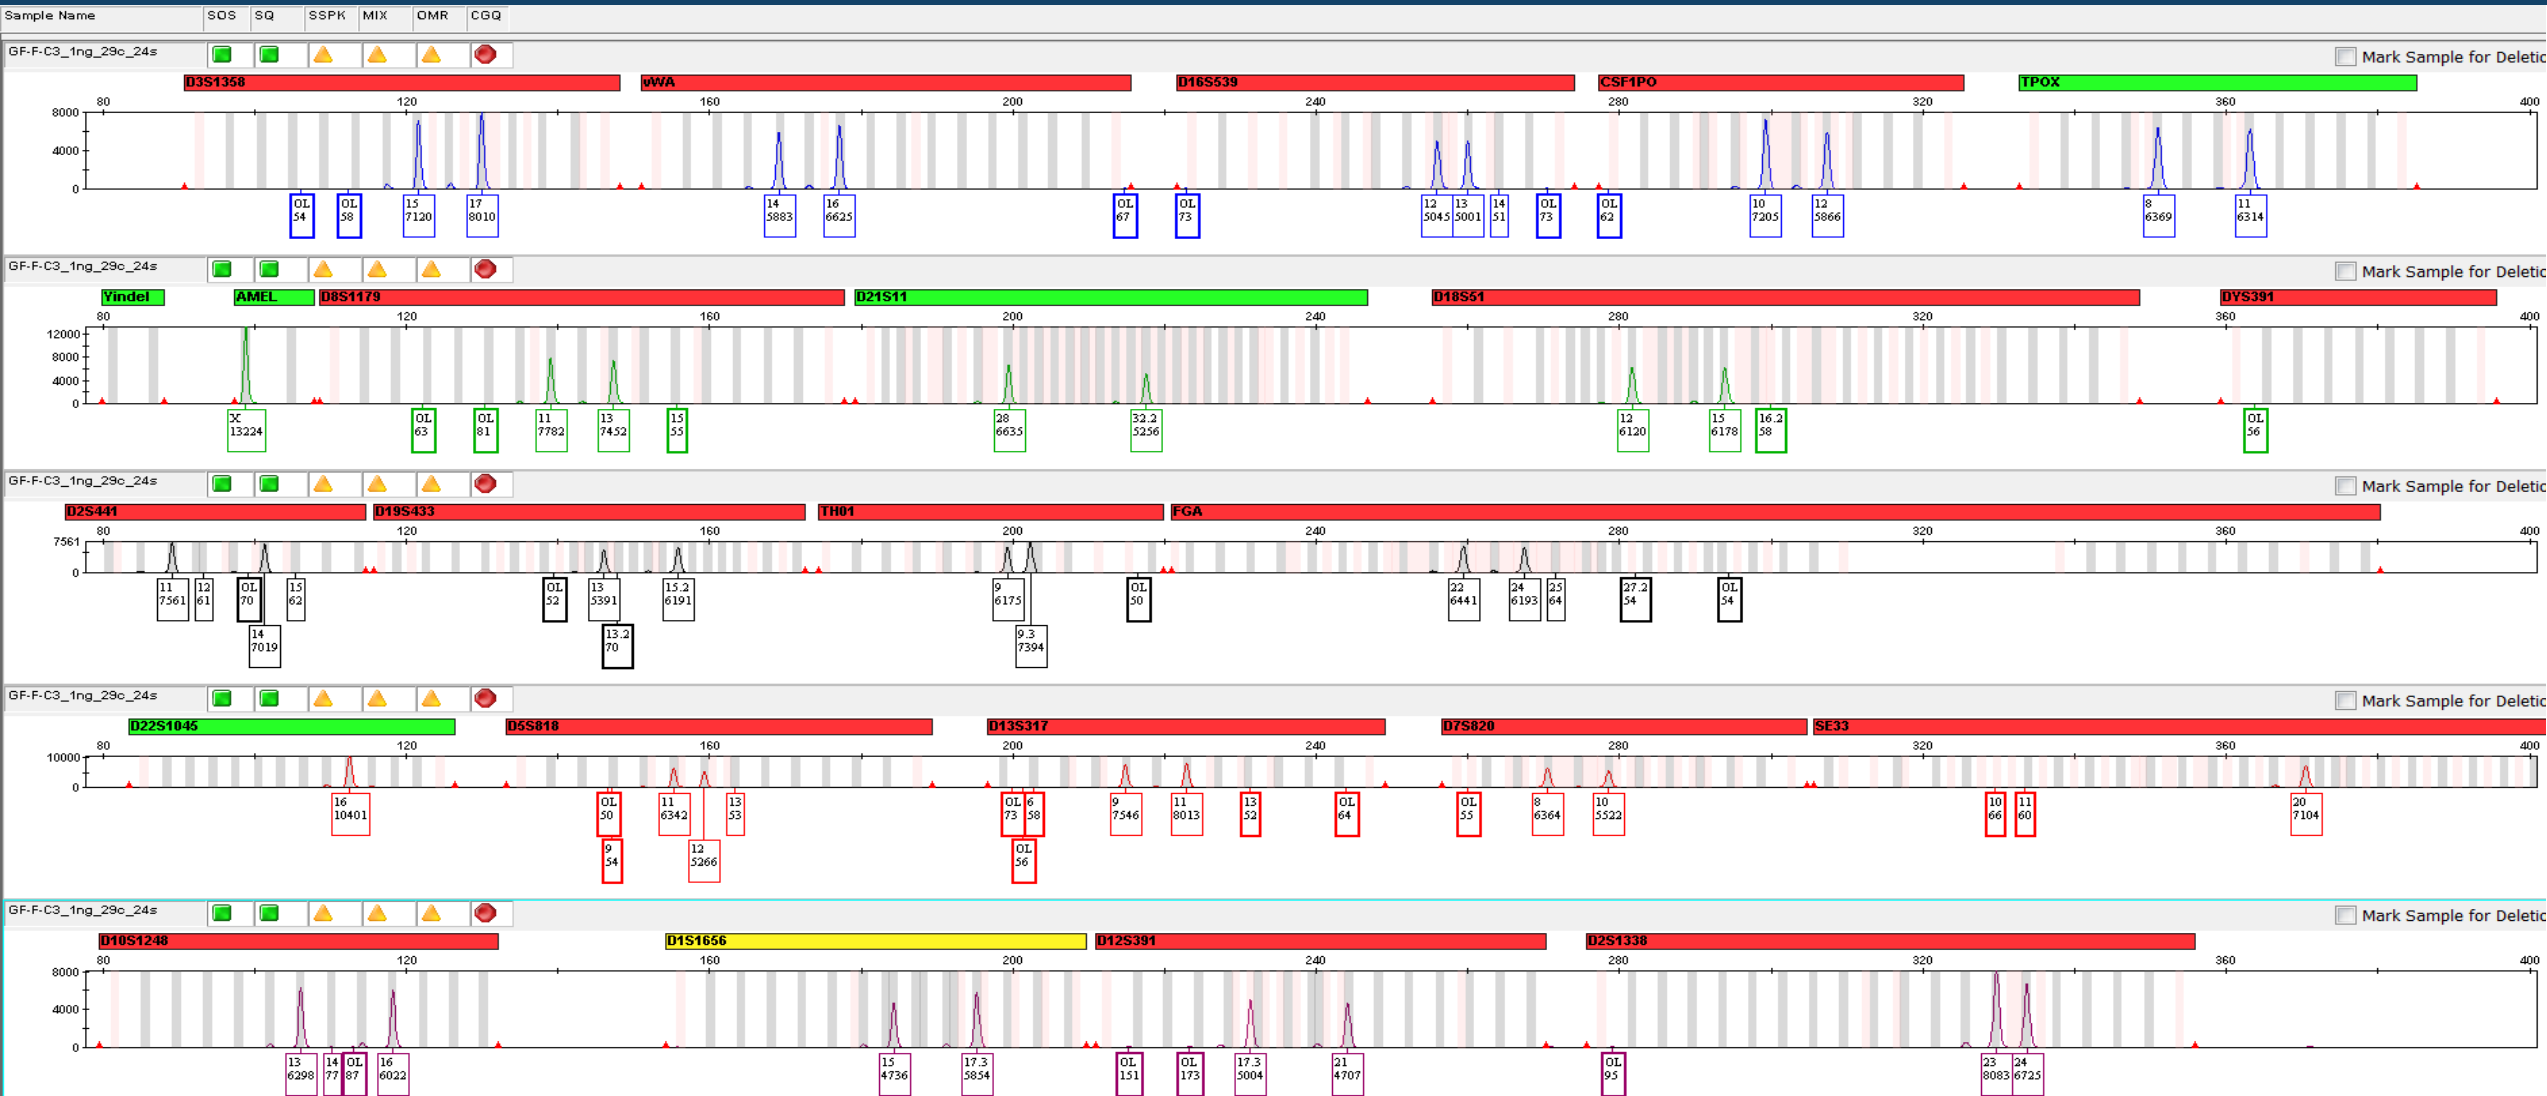 Sample Name SOS SQ SSPK MIX OMR CGQ
GF-F-C3_1ng_29c_24s Mark Sample for Deletio
D3S1358 vWA D16S539 CSF1PO TPOX
80 120 160 200 240 280 320 360 400
8000
4000
0
OL OL 15 17 14 16 OL OL 12 13 14 OL OL 10 12 8 11
54 58 7120 8010 5883 6625 67 73 5045 5001 51 73 62 7205 5866 6369 6314
GF-F-C3_1ng_29c_24s Mark Sample for Deletio
Yindel AMEL D8S1179 D21S11 D18S51 DYS391
80 120 160 200 240 280 320 360 400
12000
8000
4000
0
X OL OL 11 13 15 28 32.2 12 15 16.2 OL
13224 63 81 7782 7452 55 6635 5256 6120 6178 58 56
GF-F-C3_1ng_29c_24s Mark Sample for Deletio
D2S441 D19S433 TH01 FGA
80 120 160 200 240 280 320 360 400
7561
0
11 12 OL 15 OL 13 15.2 9 OL 22 24 25 27.2 OL
7561 61 70 62 52 5391 6191 6175 50 6441 6193 64 54 54
14 13.2 9.3
7019 70 7394
GF-F-C3_1ng_29c_24s Mark Sample for Deletio
D22S1045 D5S818 D13S317 D7S820 SE33
80 120 160 200 240 280 320 360 400
10000
0
16 OL 11 13 OL 6 9 11 13 OL OL 8 10 10 11 20
10401 50 6342 53 73 58 7546 8013 52 64 55 6364 5522 66 60 7104
9 12 OL
54 5266 56
GF-F-C3_1ng_29c_24s Mark Sample for Deletio
D10S1248 D1S1656 D12S391 D2S1338
80 120 160 200 240 280 320 360 400
8000
4000
0
13 14 OL 16 15 17.3 OL OL 17.3 21 OL 23 24
6298 77 87 6022 4736 5854 151 173 5004 4707 95 8083 6725